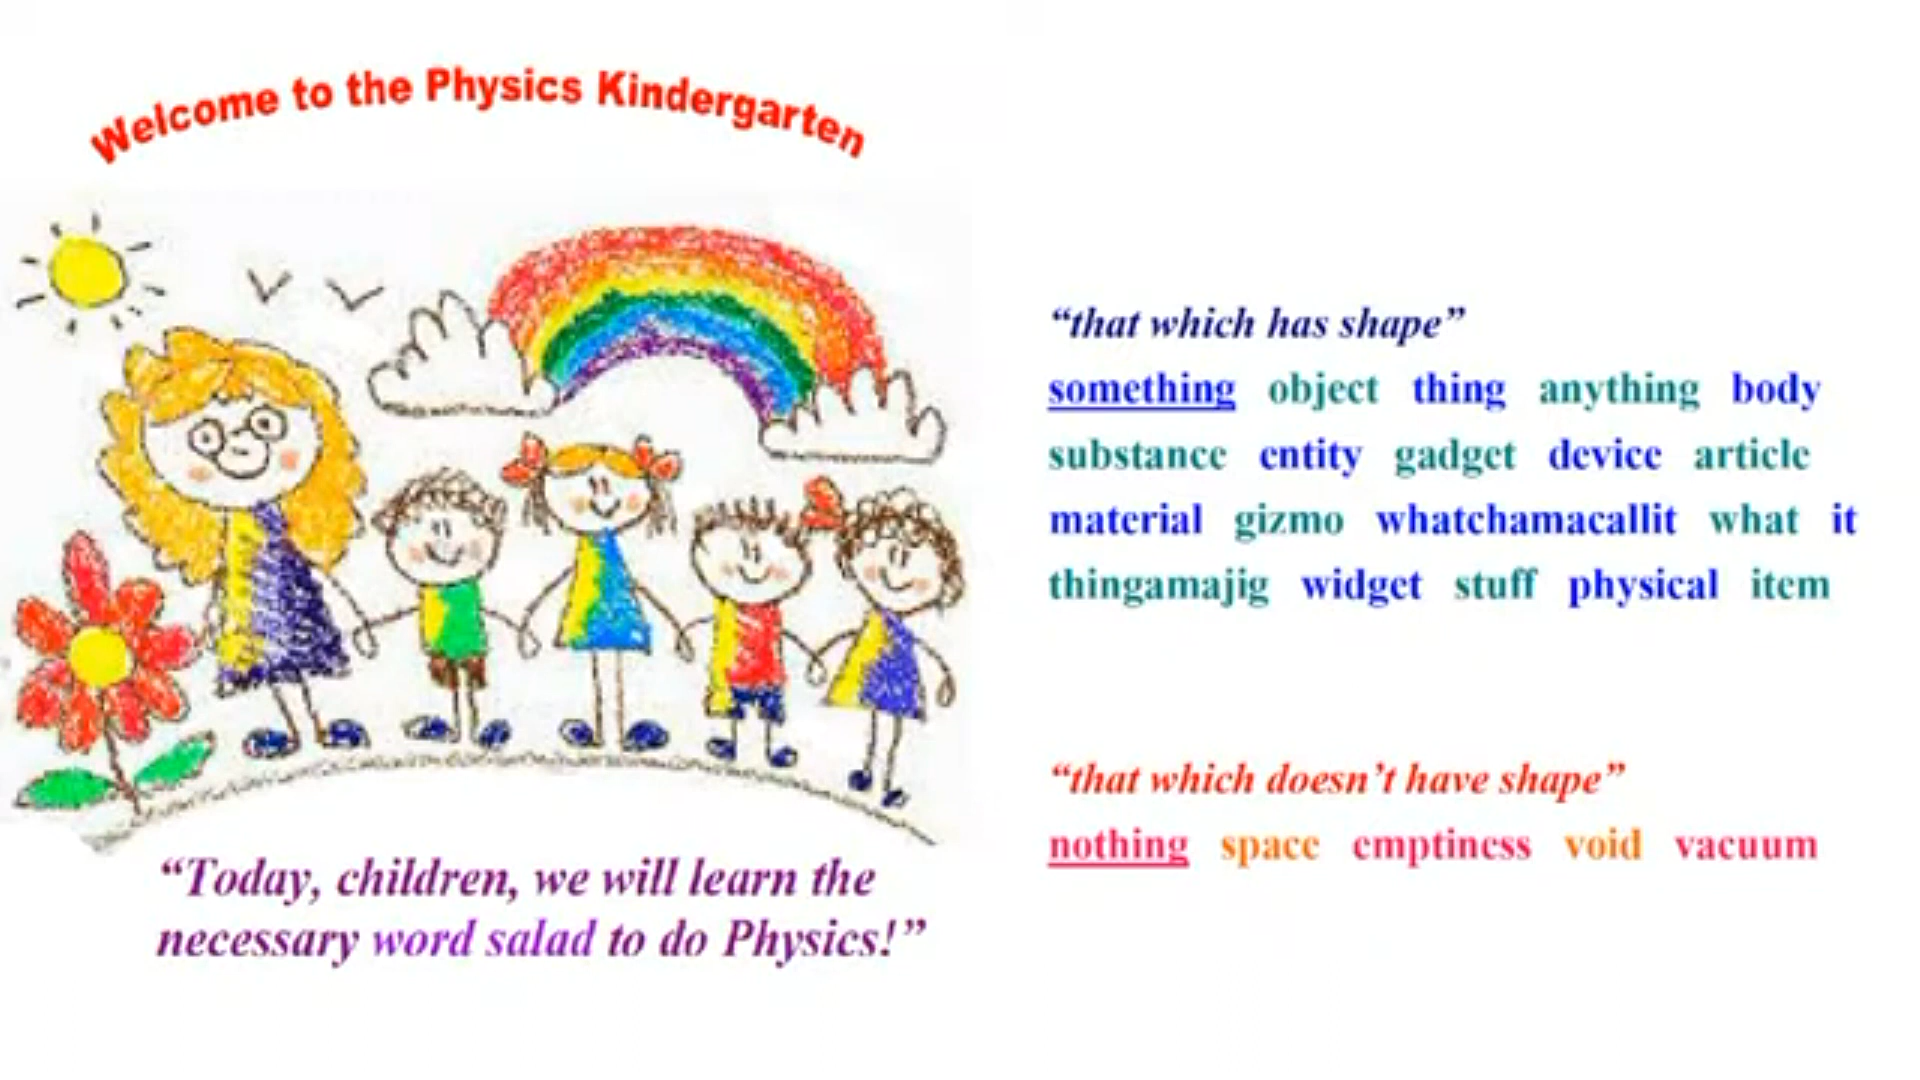 Welcome to the Physics Kindergarten
“that which has shape”
something object thing anything body
substance entity gadget device article
material gizmo whatchamacallit what it
thingamajig widget stuff physical item
“that which doesn’t have shape”
nothing space emptiness void vacuum
“Today, children, we will learn the
necessary word salad to do Physics!”